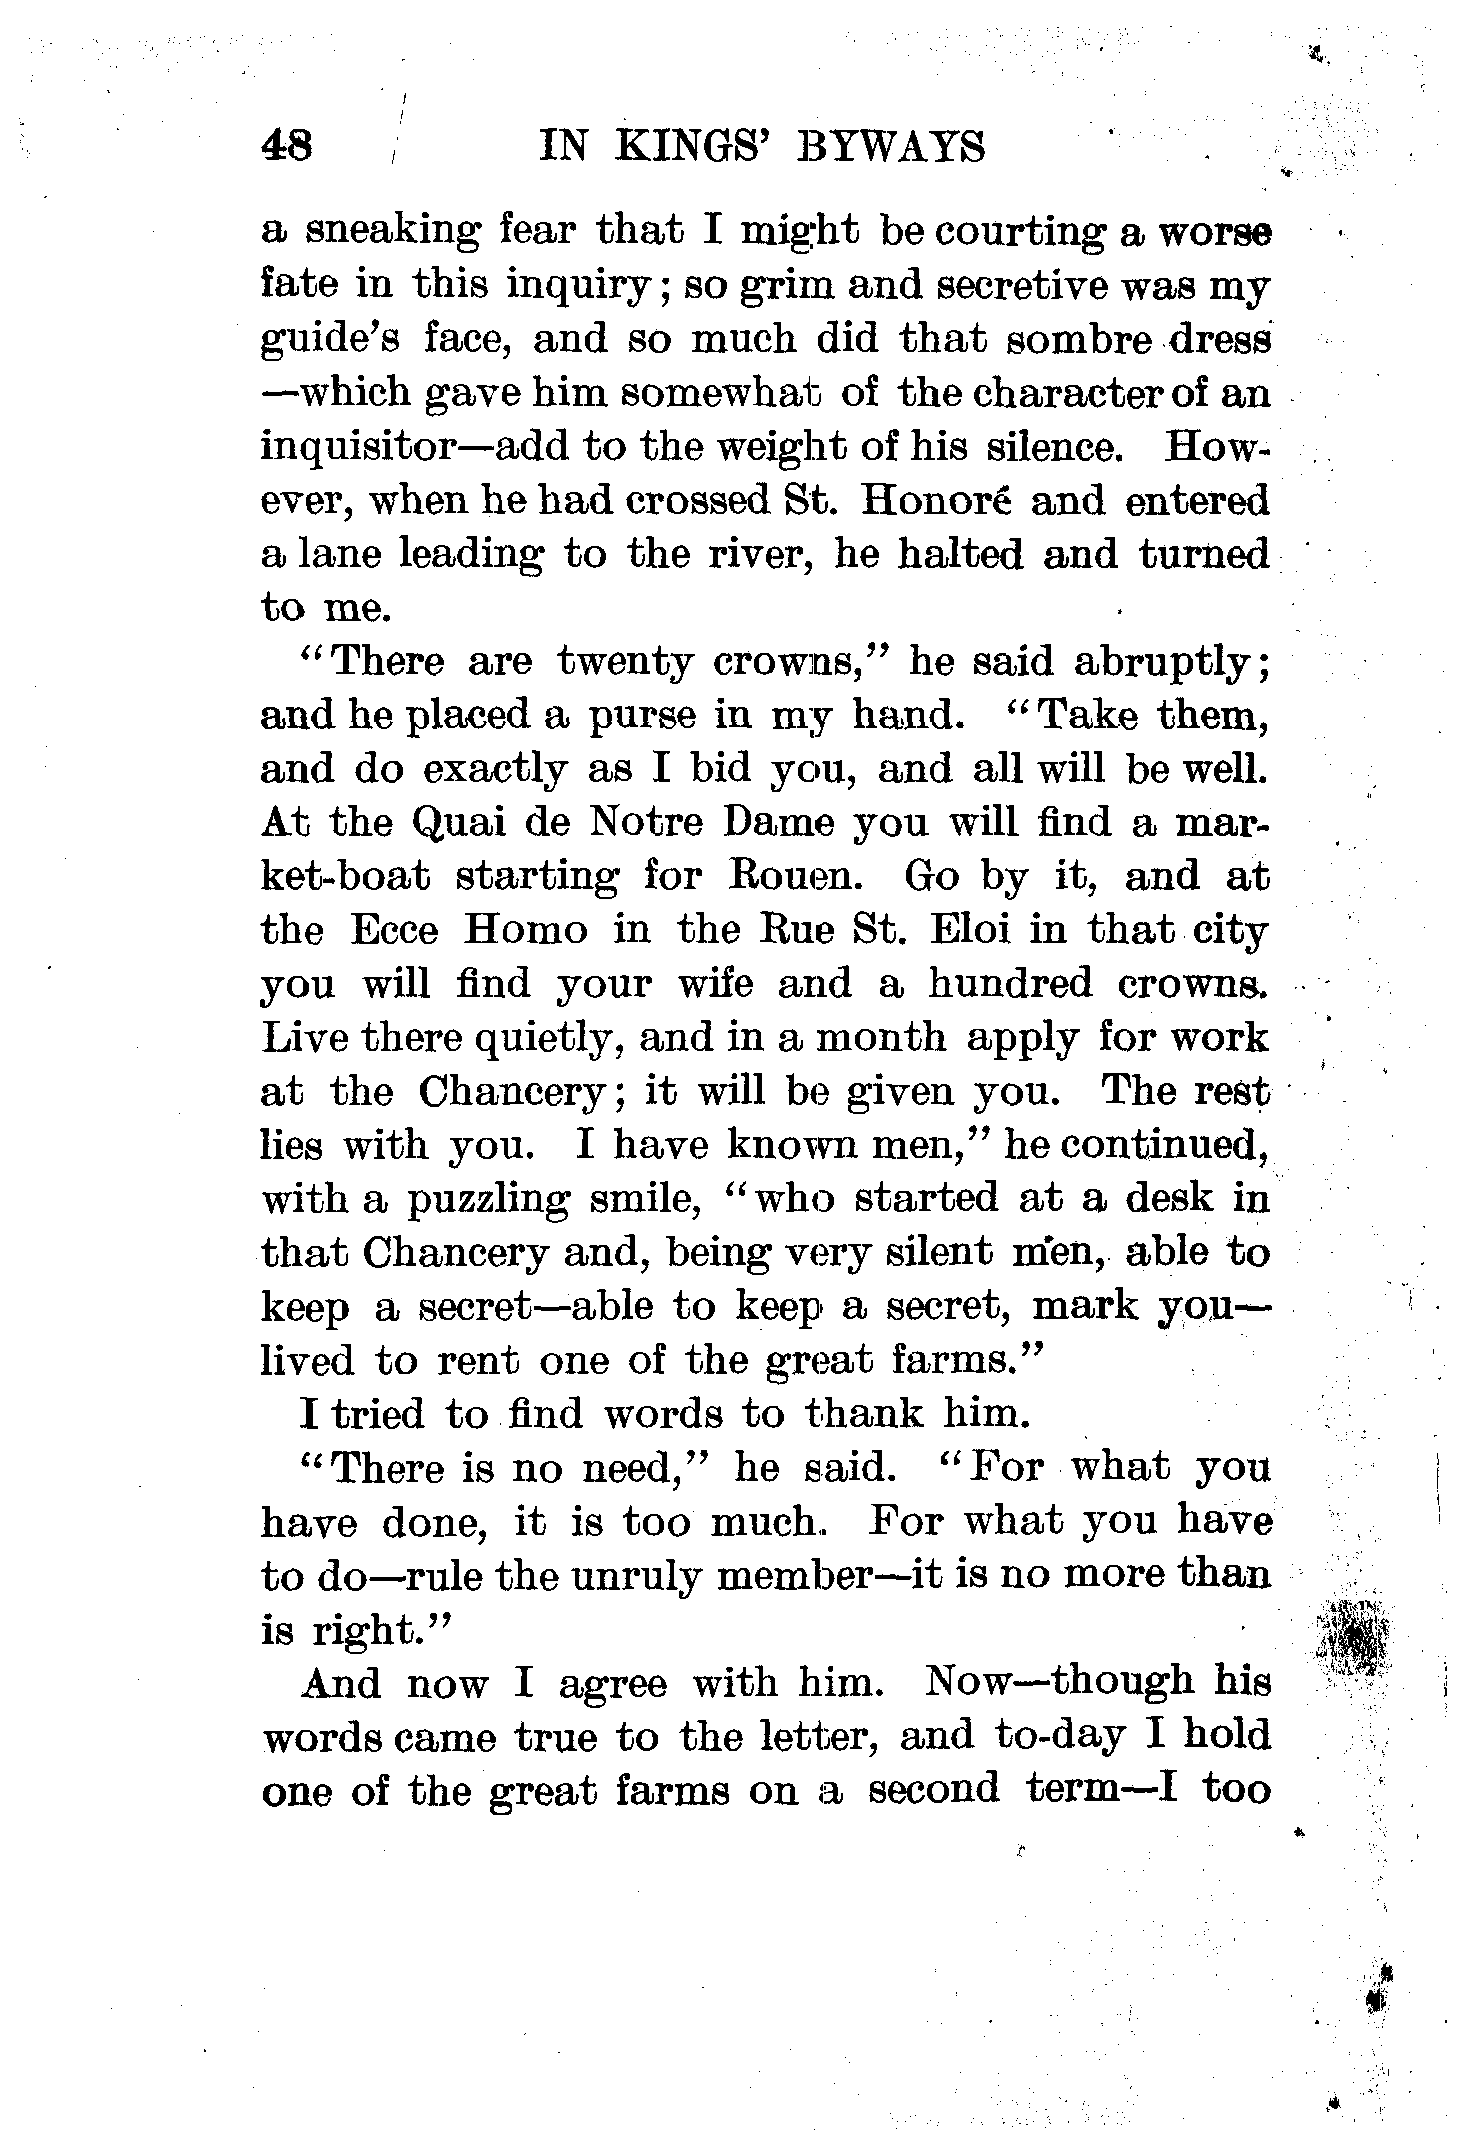 48 IN KINGS' BYWAYS
a sneaking fear that I might be courting a worse
fate in this inquiry; so grim and secretive was my
guide's face, and so much did that sombre dress
—which gave him somewhat of the character of an
inquisitor—add to the weight of his silence. How-
ever, when he had crossed St. Honoré and entered
a lane leading to the river, he halted and turned
to me.
"There are twenty crowns," he said abruptly;
and he placed a purse in my hand. "Take them,
and do exactly as I bid you, and all will be well.
At the Quai de Notre Dame you will find a mar-
ket-boat starting for Rouen. Go by it, and at
the Ecce Homo in the Rue St. Eloi in that city
you will find your wife and a hundred crowns.
Live there quietly, and in a month apply for work
at the Chancery; it will be given you. The rest
lies with you. I have known men," he continued,
with a puzzling smile, "who started at a desk in
that Chancery and, being very silent men, able to
keep a secret—able to keep a secret, mark you—
lived to rent one of the great farms."
I tried to find words to thank him.
"There is no need," he said. "For what you
have done, it is too much. For what you have
to do—rule the unruly member—it is no more than
is right."
And now I agree with him. Now—though his
words came true to the letter, and to-day I hold
one of the great farms on a second term—I too